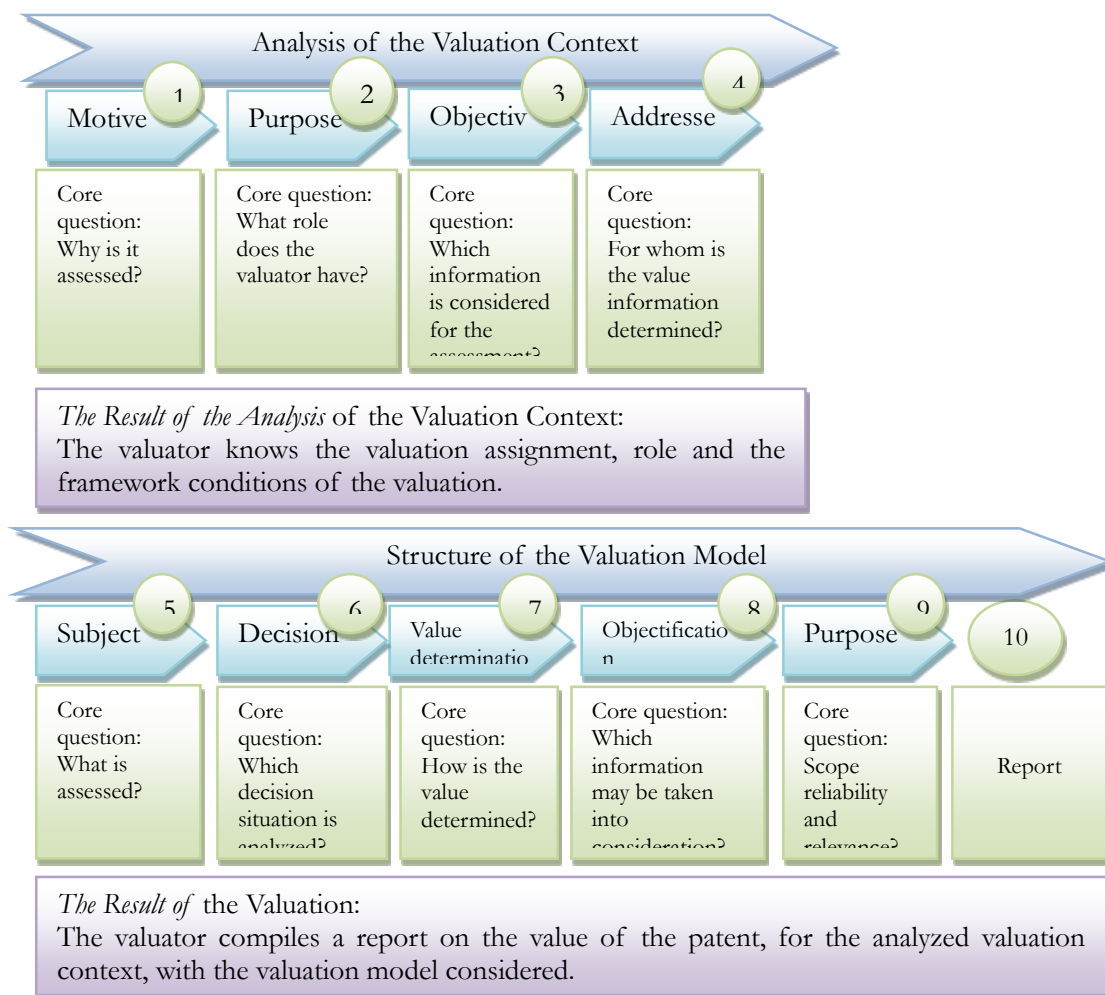 Analysis of the Valuation Context
1
2
3
4
Motive
Purpose
Objectiv
Addresse
Core
question:
Why is it
assessed?
Core question:
What role
does the
valuator have?
Core
question:
Which
information
is considered
for the
assessment?
Core
question:
For whom is
the value
information
determined?
The Result of the Analysis of the Valuation Context:
The valuator knows the valuation assignment, role and the
framework conditions of the valuation.
Structure of the Valuation Model
5
6
7
8
9
10
Subject
Decision
Value
determinatio
Objectificatio
n
Purpose
Core
question:
What is
assessed?
Core
question:
Which
decision
situation is
analyzed?
Core
question:
How is the
value
determined?
Core question:
Which
information
may be taken
into
consideration?
Core
question:
Scope
reliability
and
relevance?
Report
The Result of the Valuation:
The valuator compiles a report on the value of the patent, for the analyzed valuation
context, with the valuation model considered.